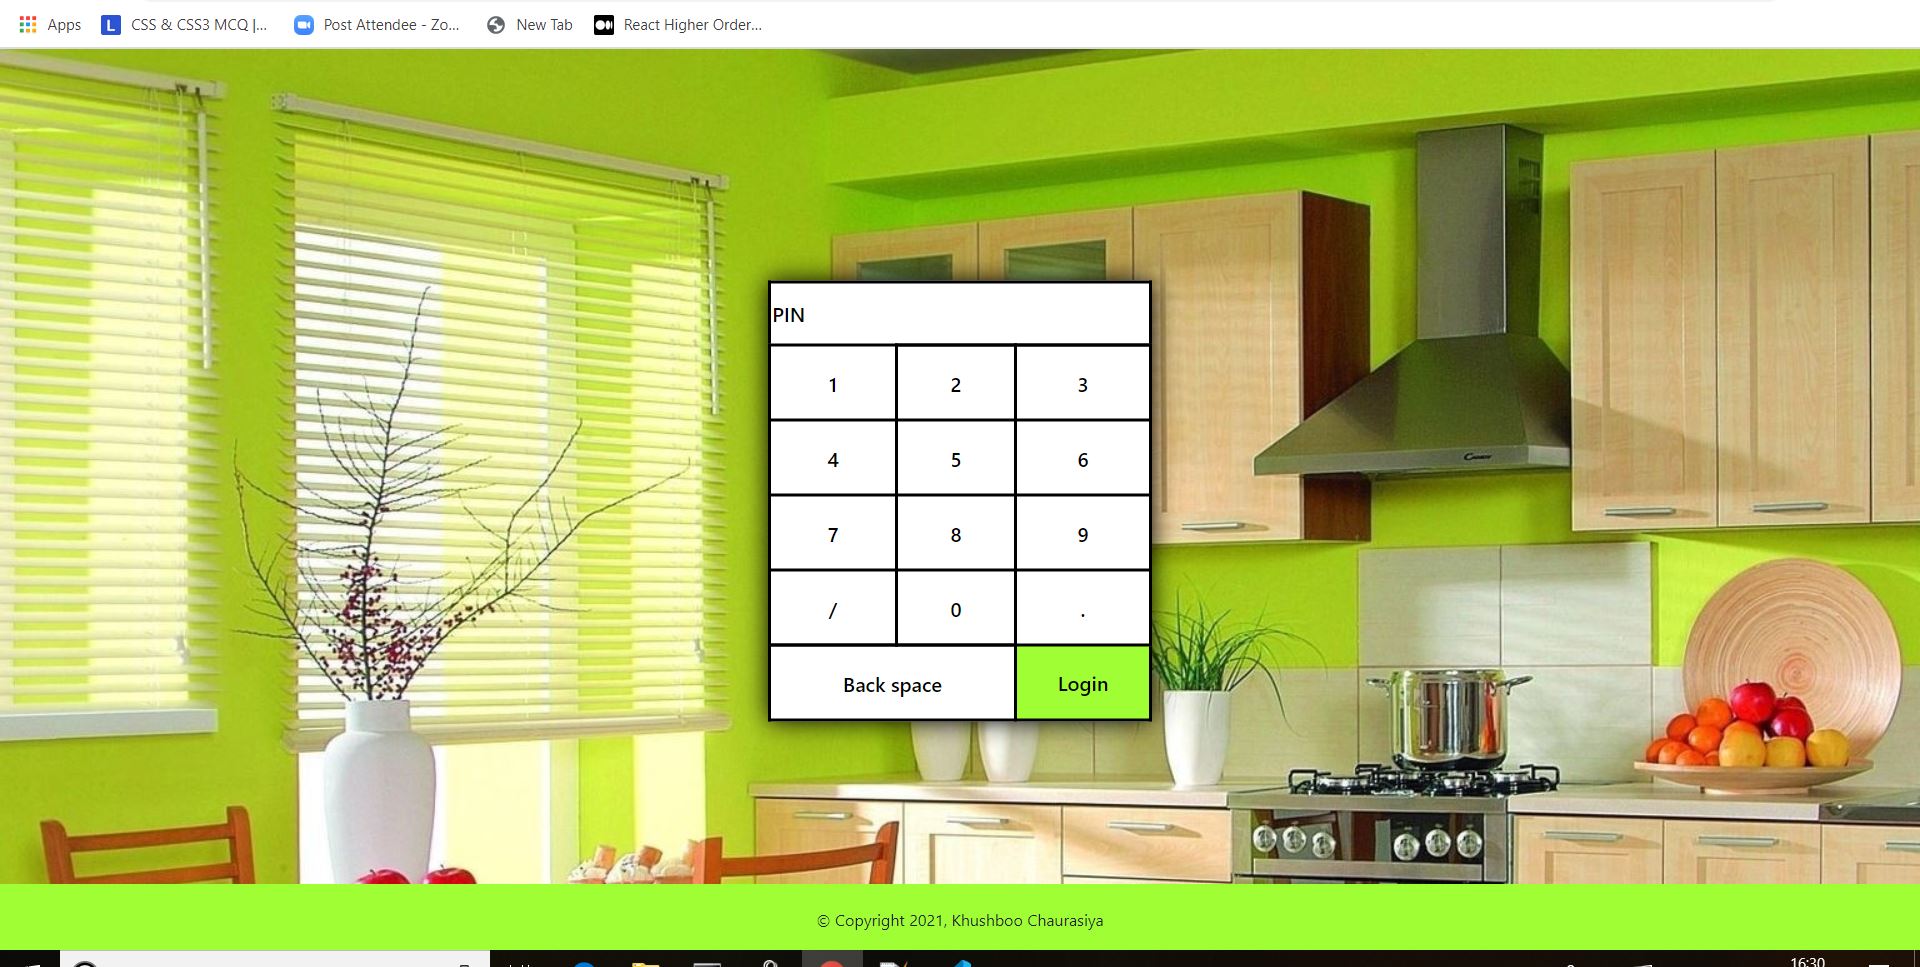 Apps CSS & CSS3 MCQ |... Post Attendee - Zo... New Tab React Higher Order...
PIN
1 2 3
4 5 6
7 8 9
/ 0 .
Back space Login
© Copyright 2021, Khushboo Chaurasiya
16:30